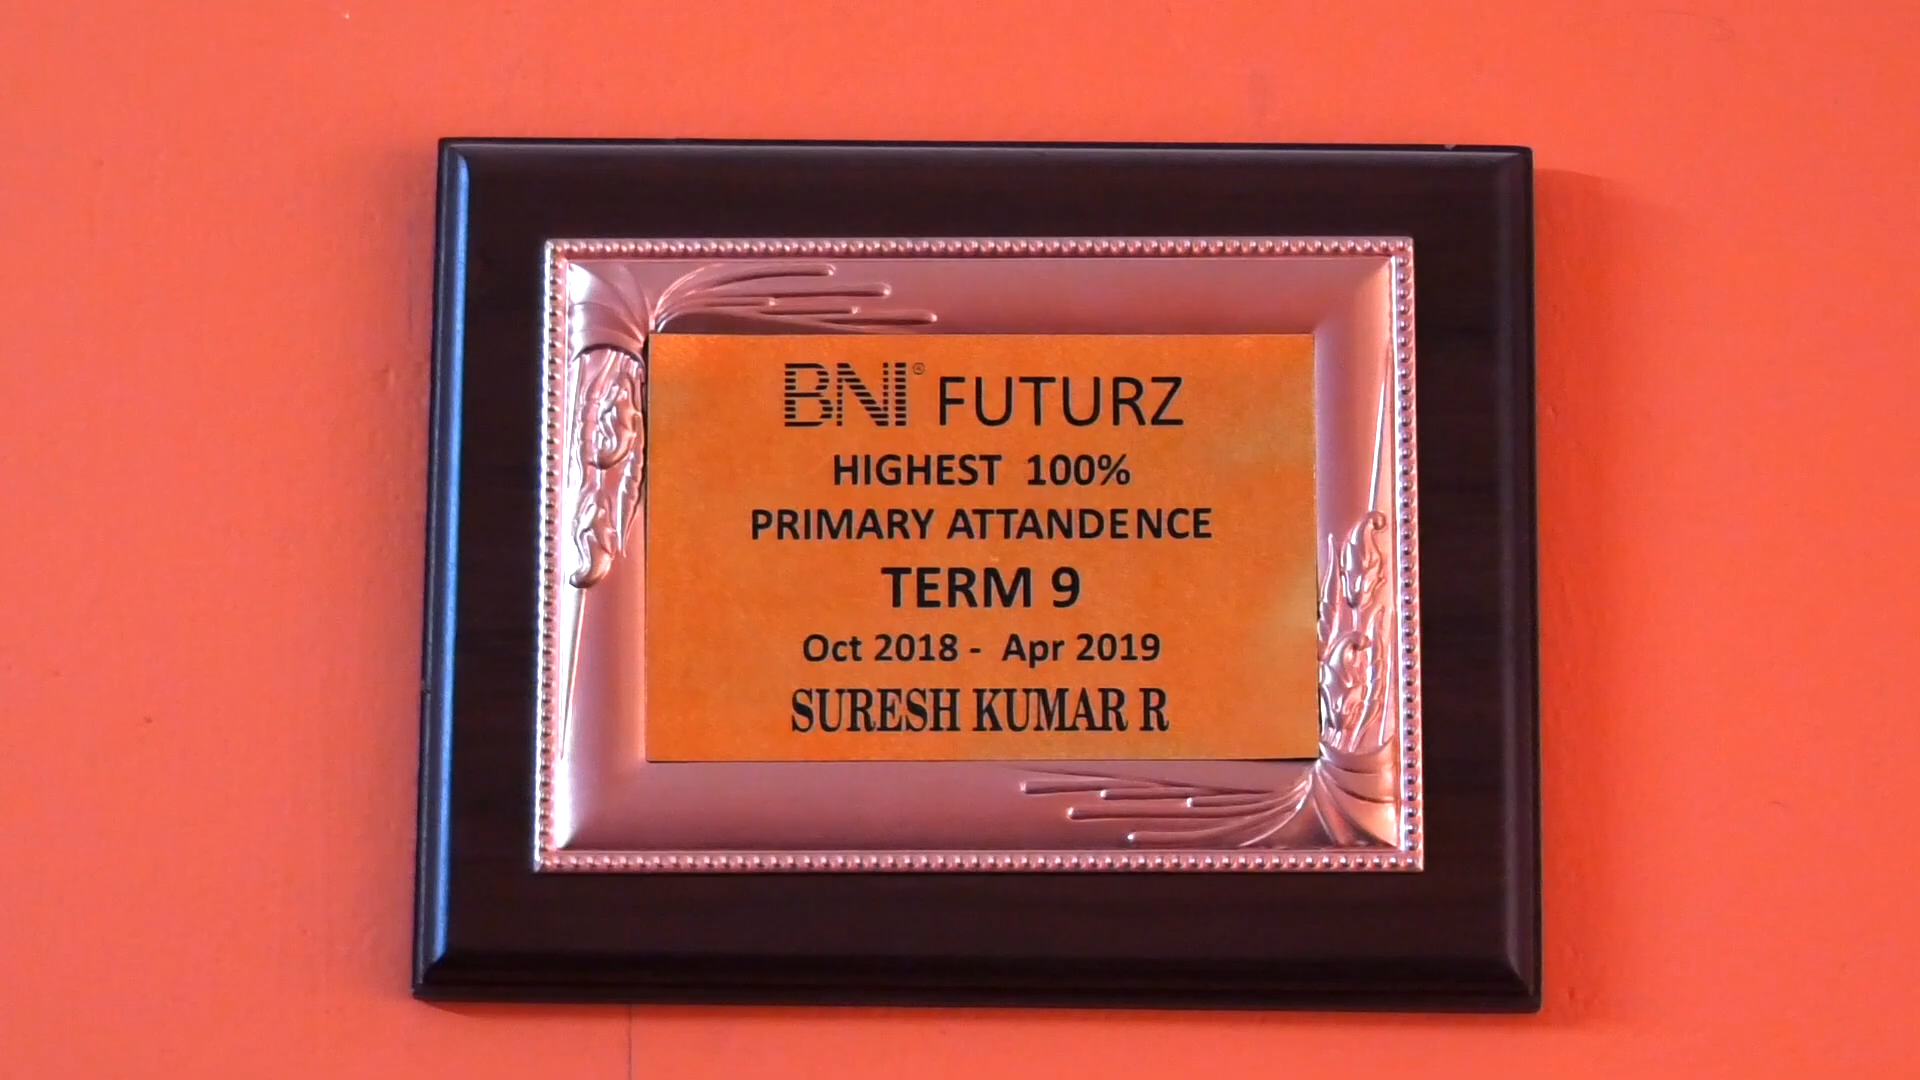 BNI® FUTURZ
HIGHEST 100%
PRIMARY ATTANDENCE
TERM 9
Oct 2018 - Apr 2019
SURESH KUMAR R